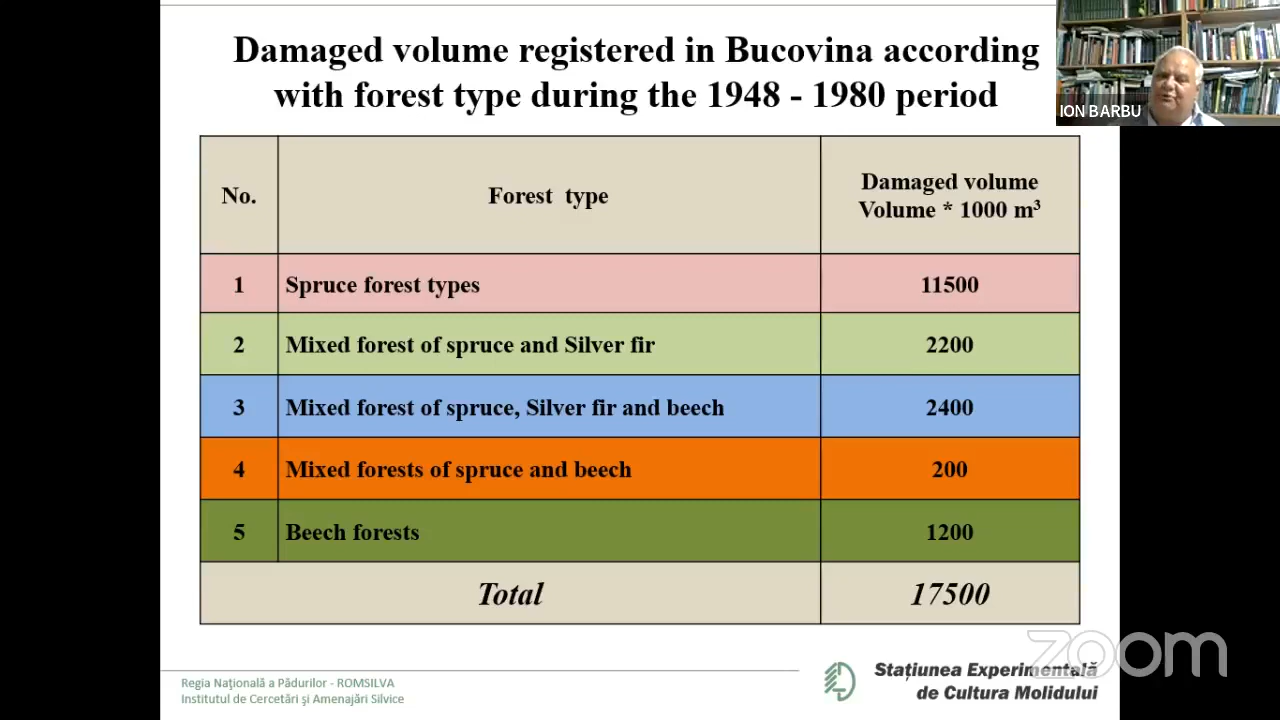 Damaged volume registered in Bucovina according
with forest type during the 1948 - 1980 period
ION BARBU
No.
Forest type
Damaged volume
Volume * 1000 m³
1
Spruce forest types
11500
2
Mixed forest of spruce and Silver fir
2200
3
Mixed forest of spruce, Silver fir and beech
2400
4
Mixed forests of spruce and beech
200
5
Beech forests
1200
Total
17500
zoom
Regia Naţională a Pădurilor - ROMSILVA
Institutul de Cercetări şi Amenajări Silvice
Staţiunea Experimentală
de Cultura Molidului